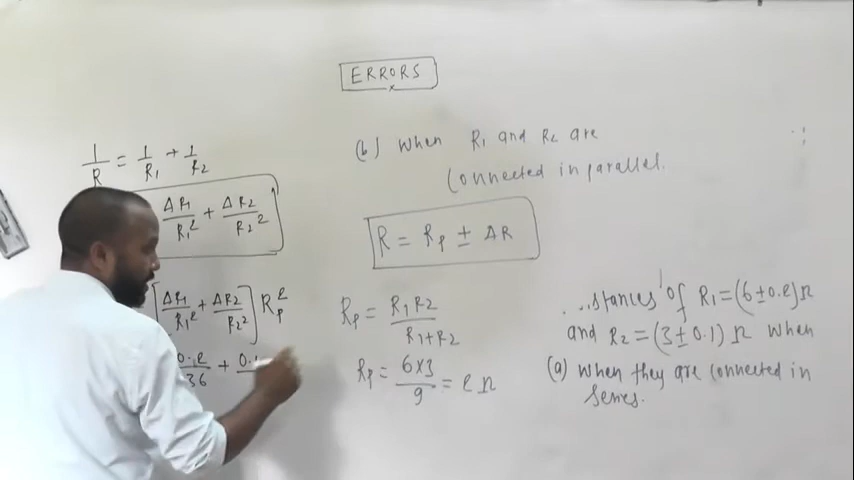 ERRORS
1/R = 1/R₁ + 1/R₂
ΔR₁/R₁² + ΔR₂/R₂²
[ΔR₁/R₁² + ΔR₂/R₂²] Rₚ²
0.2/36 + 0.1
(b) When R₁ and R₂ are
Connected in parallel.
R = Rₚ ± ΔR
Rₚ = R₁R₂/R₁+R₂
Rₚ = 6×3/9 = 2Ω
of R₁ = (6±0.2)Ω
and R₂ = (3±0.1)Ω When
(a) When they are connected in
Series.